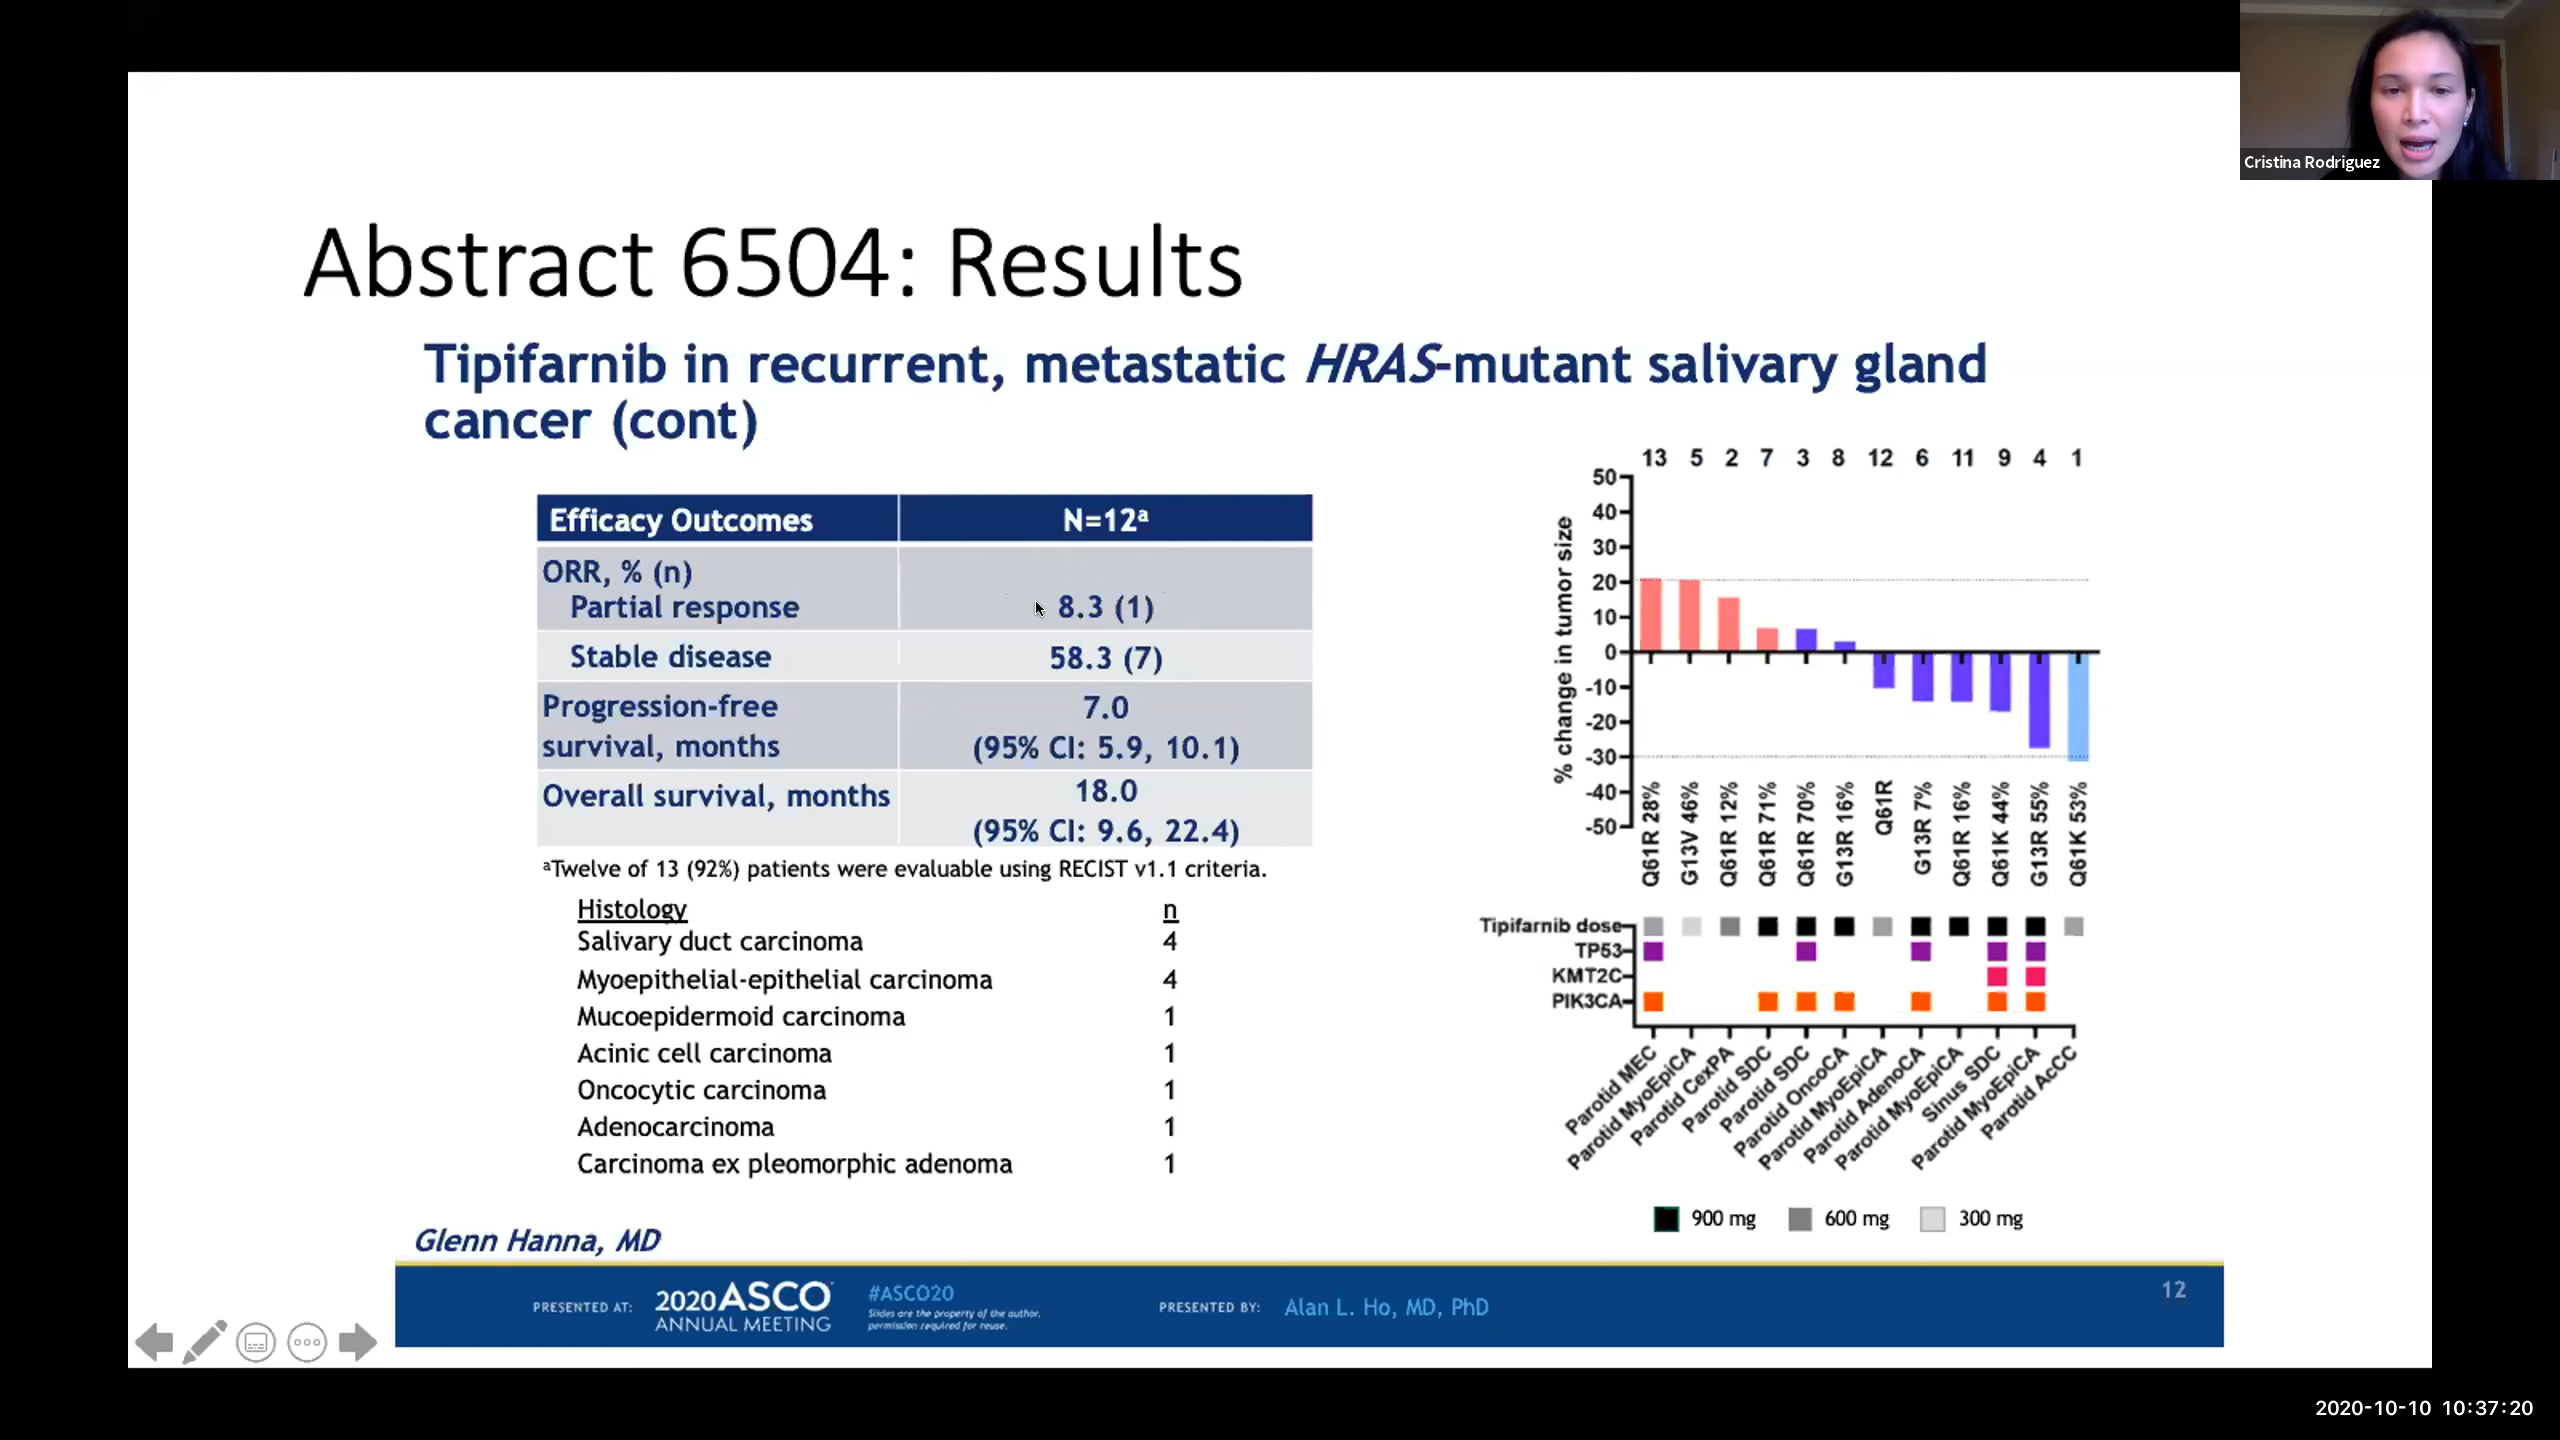 Cristina Rodriguez
Abstract 6504: Results
Tipifarnib in recurrent, metastatic HRAS-mutant salivary gland
cancer (cont)
Efficacy Outcomes N=12ᵃ
ORR, % (n)
Partial response 8.3 (1)
Stable disease 58.3 (7)
Progression-free
survival, months
7.0
(95% CI: 5.9, 10.1)
Overall survival, months
18.0
(95% CI: 9.6, 22.4)
ᵃTwelve of 13 (92%) patients were evaluable using RECIST v1.1 criteria.
Histology n
Salivary duct carcinoma 4
Myoepithelial-epithelial carcinoma 4
Mucoepidermoid carcinoma 1
Acinic cell carcinoma 1
Oncocytic carcinoma 1
Adenocarcinoma 1
Carcinoma ex pleomorphic adenoma 1
Glenn Hanna, MD
13 5 2 7 3 8 12 6 11 9 4 1
% change in tumor size
50
40
30
20
10
0
-10
-20
-30
-40
-50
Q61R 28%
G13V 46%
Q61R 12%
Q61R 71%
Q61R 70%
G13R 16%
Q61R
G13R 7%
Q61R 16%
Q61K 44%
G13R 55%
Q61K 53%
Tipifarnib dose
TP53
KMT2C
PIK3CA
Parotid MEC
Parotid MyoEpiCA
Parotid CexPA
Parotid SDC
Parotid SDC
Parotid OncoCA
Parotid MyoEpiCA
Parotid AdenoCA
Parotid MyoEpiCA
Sinus SDC
Parotid MyoEpiCA
Parotid AcCC
900 mg 600 mg 300 mg
PRESENTED AT:
2020 ASCO
ANNUAL MEETING
#ASCO20
Slides are the property of the author,
permission required for reuse.
PRESENTED BY: Alan L. Ho, MD, PhD
12
2020-10-10 10:37:20